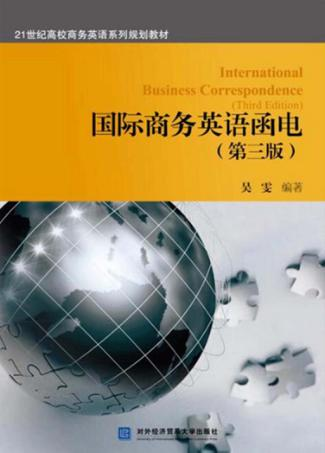 21世纪高校商务英语系列规划教材
International
Business Correspondence
(Third Edition)
国际商务英语函电
（第三版）
吴 雯 编著
对外经济贸易大学出版社